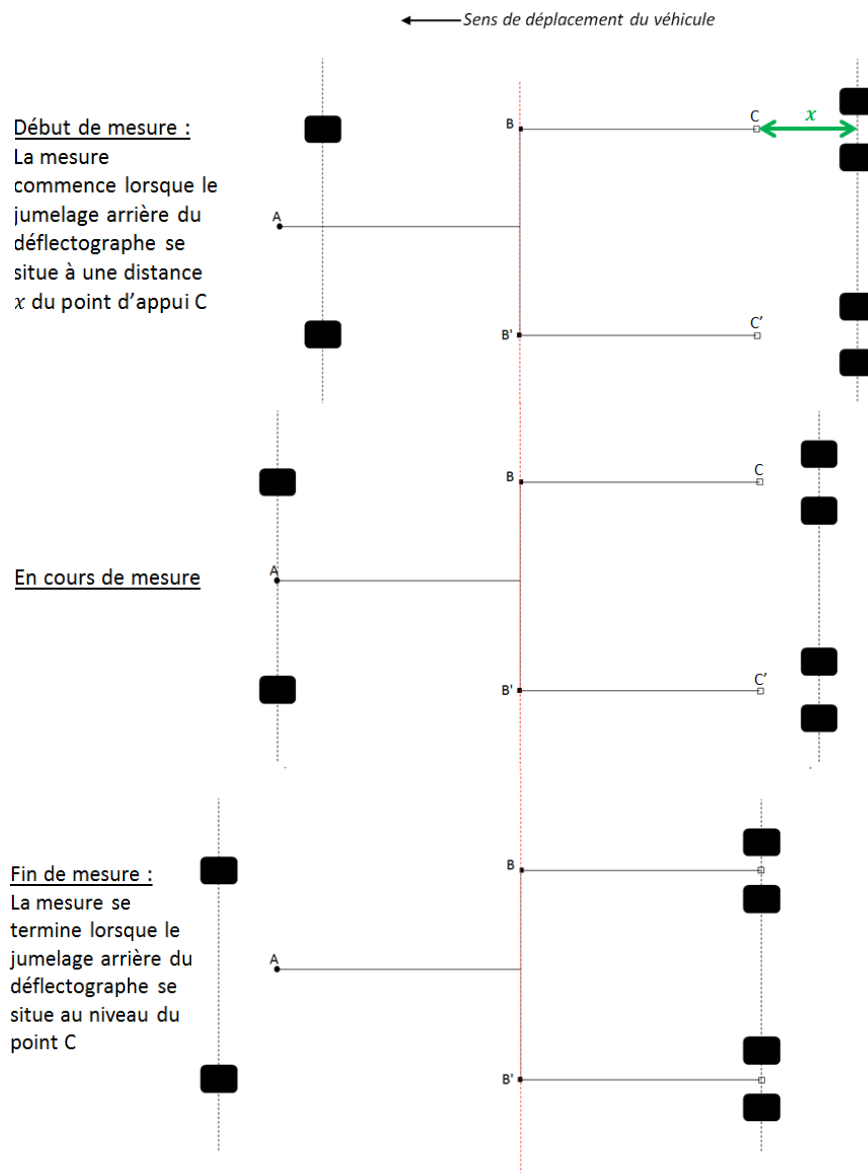 Sens de déplacement du véhicule
Début de mesure :
La mesure
commence lorsque le
jumelage arrière du
déflectographe se
situe à une distance
x du point d'appui C
A
B
C
x
B'
C'
En cours de mesure
A
B
C
B'
C'
Fin de mesure :
La mesure se
termine lorsque le
jumelage arrière du
déflectographe se
situe au niveau du
point C
A
B
B'